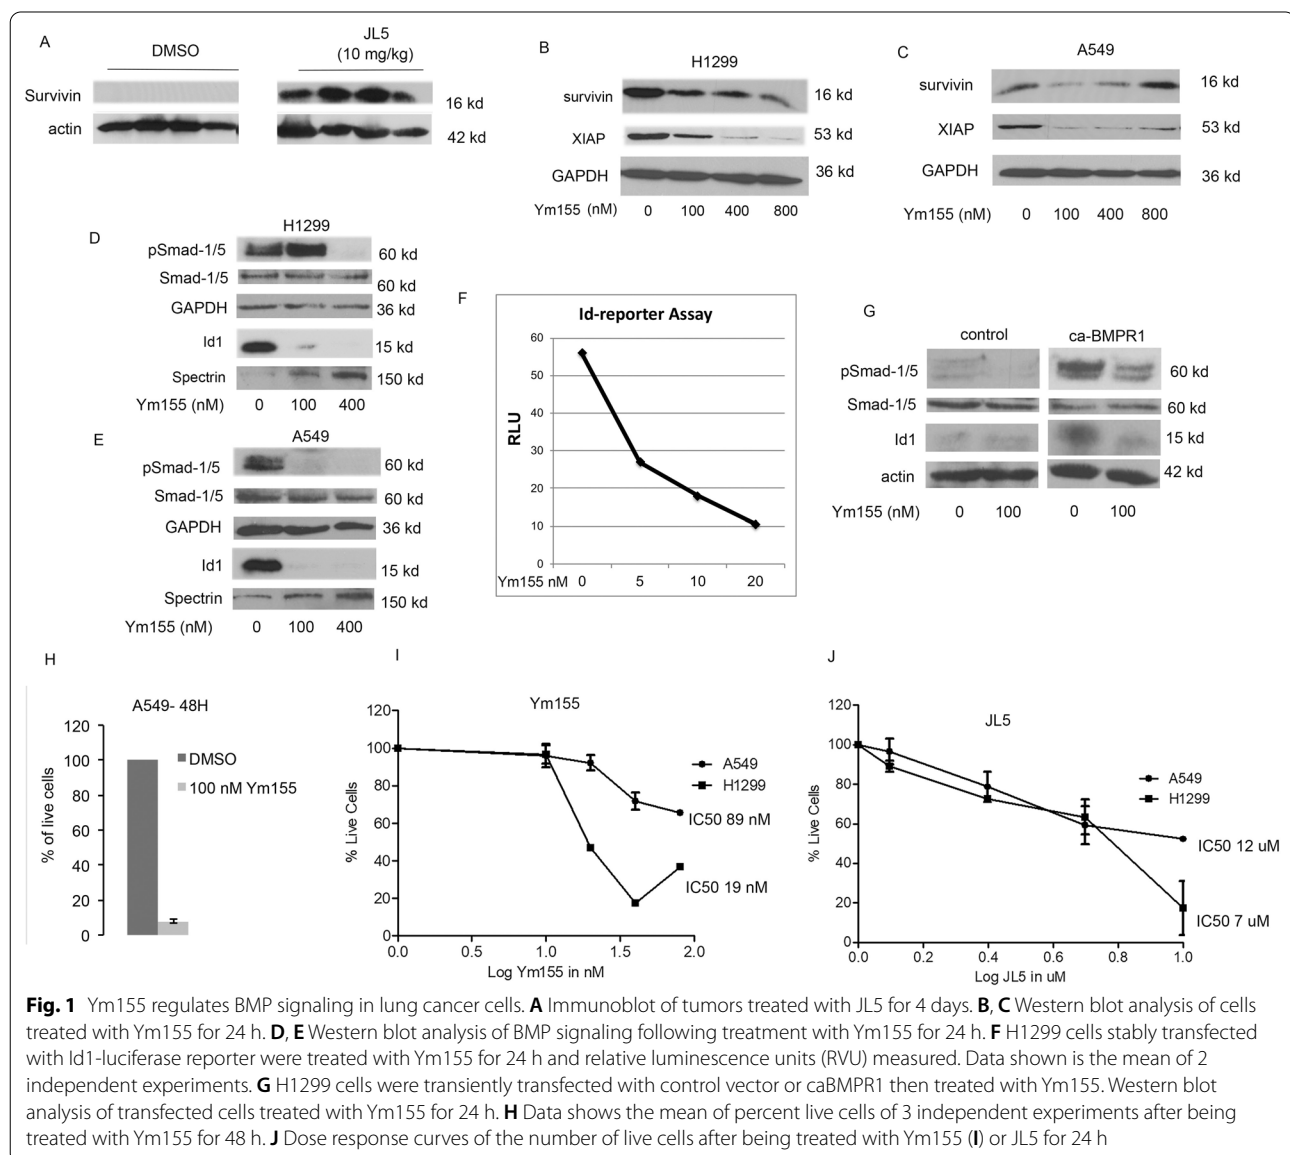 A
DMSO
JL5
(10 mg/kg)
Survivin
16 kd
actin
42 kd
B
H1299
survivin
16 kd
XIAP
53 kd
GAPDH
36 kd
Ym155 (nM) 0 100 400 800
C
A549
survivin
16 kd
XIAP
53 kd
GAPDH
36 kd
Ym155 (nM) 0 100 400 800
D
H1299
pSmad-1/5
60 kd
Smad-1/5
60 kd
GAPDH
36 kd
Id1
15 kd
Spectrin
150 kd
Ym155 (nM) 0 100 400
E
A549
pSmad-1/5
60 kd
Smad-1/5
60 kd
GAPDH
36 kd
Id1
15 kd
Spectrin
150 kd
Ym155 (nM) 0 100 400
F
Id-reporter Assay
RLU
60
50
40
30
20
10
0
Ym155 nM 0 5 10 20
G
control
ca-BMPR1
pSmad-1/5
60 kd
Smad-1/5
60 kd
Id1
15 kd
actin
42 kd
Ym155 (nM) 0 100 0 100
H
A549- 48H
% of live cells
120
100
80
60
40
20
0
DMSO
100 nM Ym155
I
Ym155
% Live Cells
120
100
80
60
40
20
0
A549
H1299
IC50 89 nM
IC50 19 nM
0.0 0.5 1.0 1.5 2.0
Log Ym155 in nM
J
JL5
% Live Cells
120
100
80
60
40
20
0
A549
H1299
IC50 12 uM
IC50 7 uM
0.0 0.2 0.4 0.6 0.8 1.0
Log JL5 in uM
Fig. 1 Ym155 regulates BMP signaling in lung cancer cells. A Immunoblot of tumors treated with JL5 for 4 days. B, C Western blot analysis of cells
treated with Ym155 for 24 h. D, E Western blot analysis of BMP signaling following treatment with Ym155 for 24 h. F H1299 cells stably transfected
with Id1-luciferase reporter were treated with Ym155 for 24 h and relative luminescence units (RVU) measured. Data shown is the mean of 2
independent experiments. G H1299 cells were transiently transfected with control vector or caBMPR1 then treated with Ym155. Western blot
analysis of transfected cells treated with Ym155 for 24 h. H Data shows the mean of percent live cells of 3 independent experiments after being
treated with Ym155 for 48 h. J Dose response curves of the number of live cells after being treated with Ym155 (I) or JL5 for 24 h